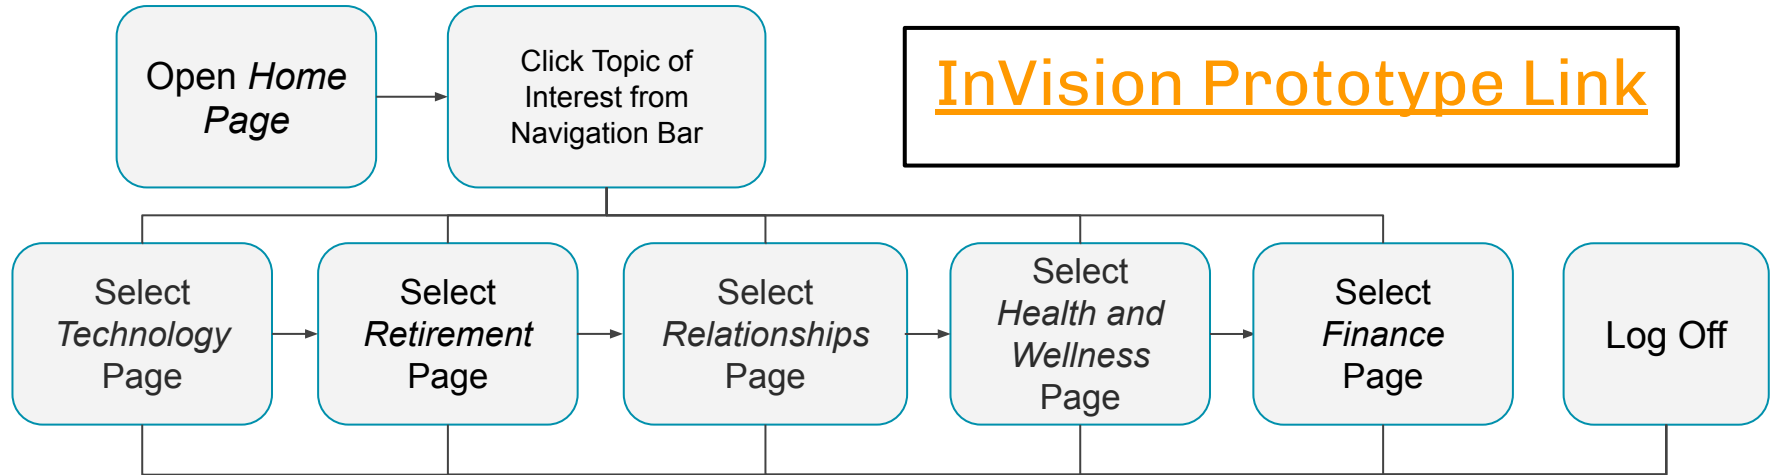 Open Home
Page
Click Topic of
Interest from
Navigation Bar
InVision Prototype Link
Select
Technology
Page
Select
Retirement
Page
Select
Relationships
Page
Select
Health and
Wellness
Page
Select
Finance
Page
Log Off